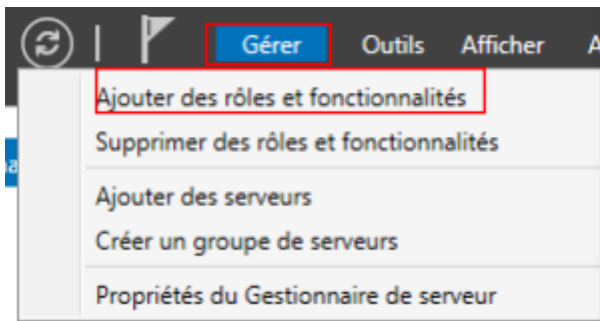 Gérer Outils Afficher A
Ajouter des rôles et fonctionnalités
Supprimer des rôles et fonctionnalités
Ajouter des serveurs
Créer un groupe de serveurs
Propriétés du Gestionnaire de serveur